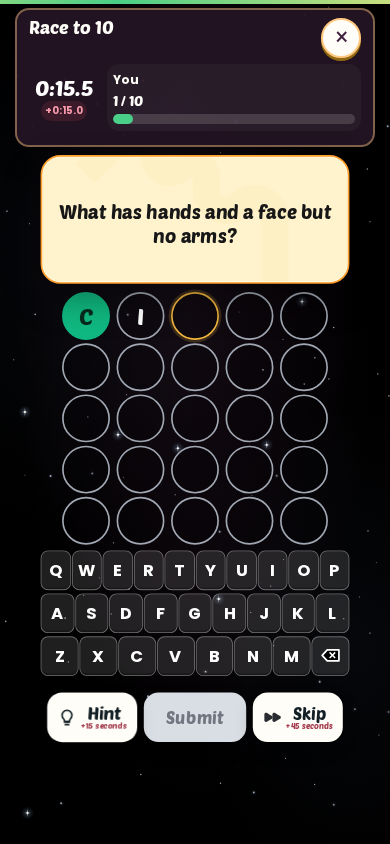 Race to 10
×
0:15.5
+0:15.0
You
1 / 10
What has hands and a face but
no arms?
C I
Q W E R T Y U I O P
A S D F G H J K L
Z X C V B N M
Hint
+15 seconds
Submit
Skip
+45 seconds